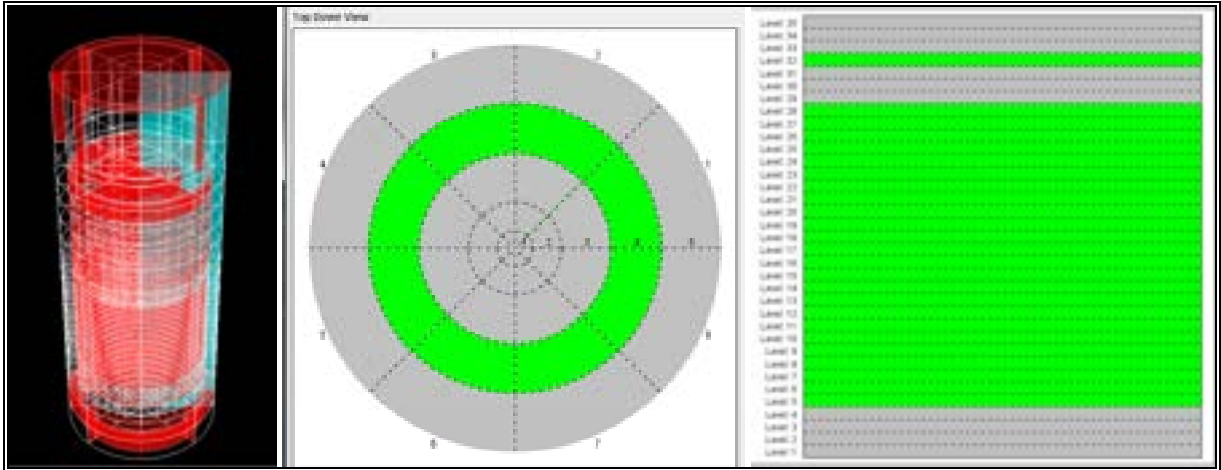 Top Down View
Level 35
Level 34
Level 33
Level 32
Level 31
Level 30
Level 29
Level 28
Level 27
Level 26
Level 25
Level 24
Level 23
Level 22
Level 21
Level 20
Level 19
Level 18
Level 17
Level 16
Level 15
Level 14
Level 13
Level 12
Level 11
Level 10
Level 9
Level 8
Level 7
Level 6
Level 5
Level 4
Level 3
Level 2
Level 1